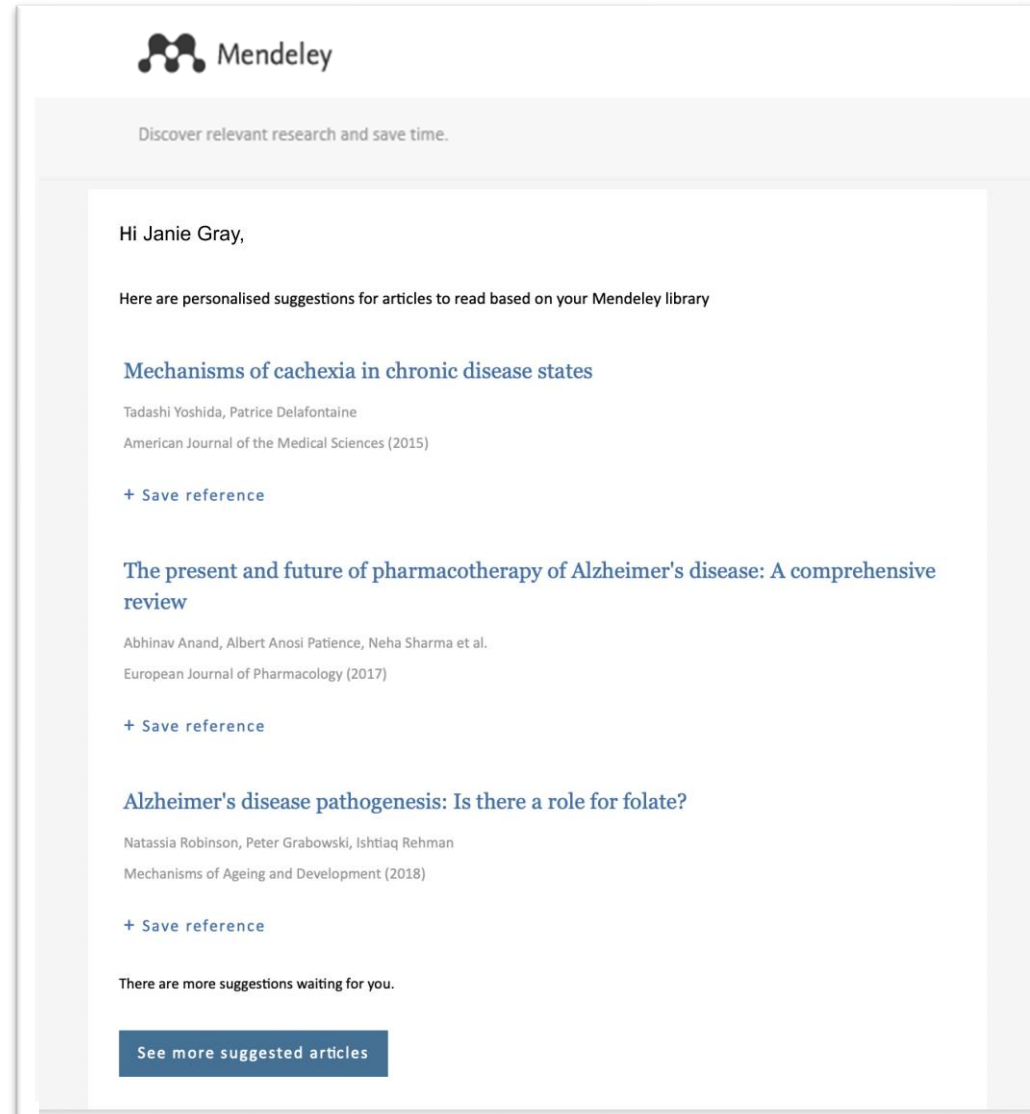 Mendeley
Discover relevant research and save time.
Hi Janie Gray,
Here are personalised suggestions for articles to read based on your Mendeley library
Mechanisms of cachexia in chronic disease states
Tadashi Yoshida, Patrice Delafontaine
American Journal of the Medical Sciences (2015)
+ Save reference
The present and future of pharmacotherapy of Alzheimer's disease: A comprehensive
review
Abhinav Anand, Albert Anosi Patience, Neha Sharma et al.
European Journal of Pharmacology (2017)
+ Save reference
Alzheimer's disease pathogenesis: Is there a role for folate?
Natassia Robinson, Peter Grabowski, Ishtiaq Rehman
Mechanisms of Ageing and Development (2018)
+ Save reference
There are more suggestions waiting for you.
See more suggested articles